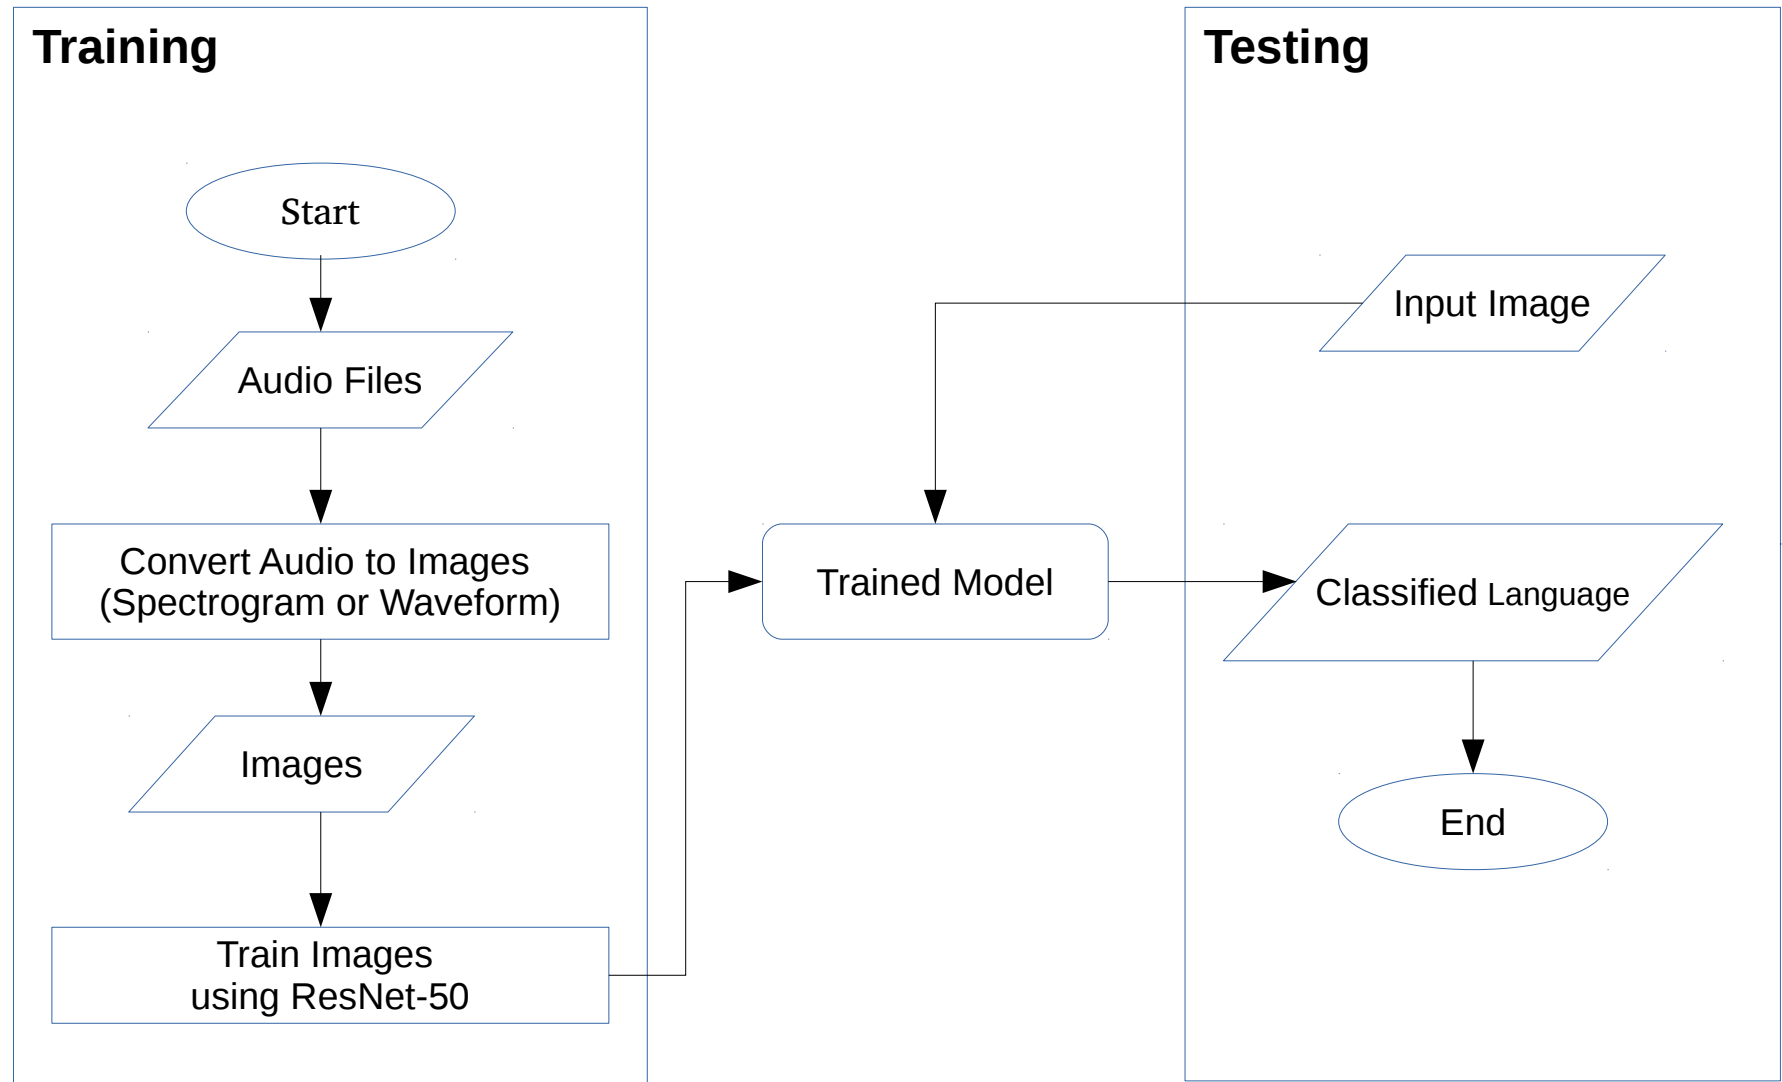 Training
Start
Audio Files
Convert Audio to Images
(Spectrogram or Waveform)
Images
Train Images
using ResNet-50
Trained Model
Testing
Input Image
Classified Language
End